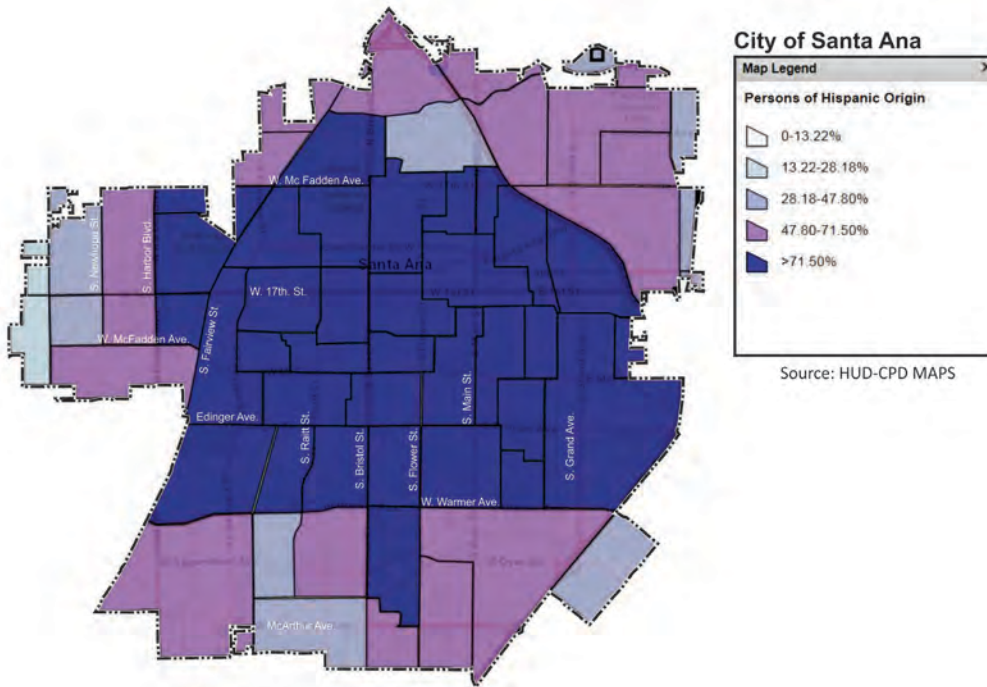 City of Santa Ana
Map Legend X
Persons of Hispanic Origin
0-13.22%
13.22-28.18%
28.18-47.80%
47.80-71.50%
>71.50%
Source: HUD-CPD MAPS
W. Mc Fadden Ave.
S. Newhope St.
S. Harbor Blvd.
Santa Ana
W. 17th. St.
S. Fairview St.
W. McFadden Ave.
S. Main St.
Edinger Ave.
S. Raitt St.
S. Bristol St.
S. Flower St.
S. Grand Ave.
W. Warner Ave.
McArthur Ave.